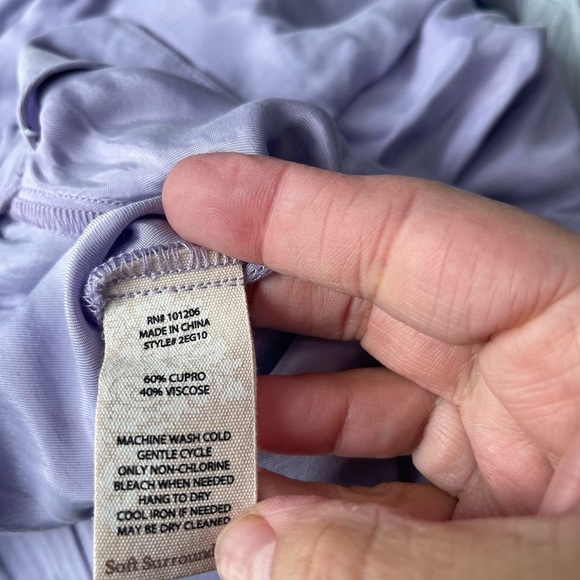 RN# 101206
MADE IN CHINA
STYLE# 2EG10
60% CUPRO
40% VISCOSE
MACHINE WASH COLD
GENTLE CYCLE
ONLY NON-CHLORINE
BLEACH WHEN NEEDED
HANG TO DRY
COOL IRON IF NEEDED
MAY BE DRY CLEANED
Soft